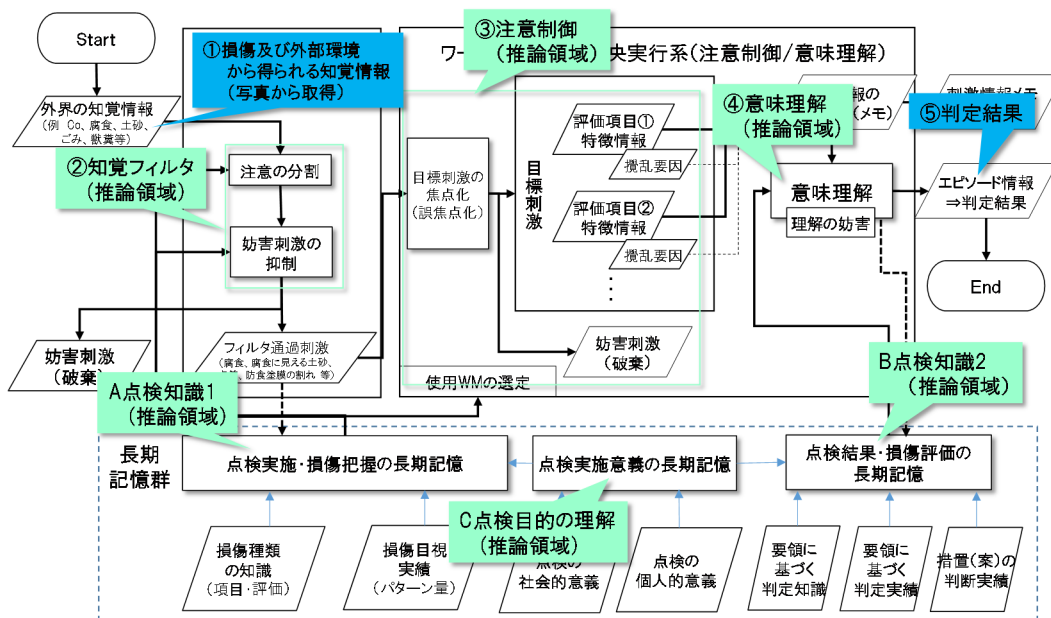 Start
①損傷及び外部環境
から得られる知覚情報
(写真から取得)
外界の知覚情報
(例 Co、腐食、土砂、
ごみ、獣糞等)
②知覚フィルタ
(推論領域)
注意の分割
妨害刺激の
抑制
妨害刺激
(破棄)
フィルタ通過刺激
(腐食、腐食に見える土砂、
防食塗膜の割れ 等)
③注意制御
(推論領域)
ワー
央実行系(注意制御/意味理解)
目標刺激の
焦点化
(誤焦点化)
目標刺激
評価項目①
特徴情報
攪乱要因
評価項目②
特徴情報
攪乱要因
⋮
妨害刺激
(破棄)
使用WMの選定
④意味理解
(推論領域)
報の
(メモ)
意味理解
理解の妨害
刺激情報メモ
⑤判定結果
エピソード情報
⇒判定結果
End
A点検知識1
(推論領域)
B点検知識2
(推論領域)
長期
記憶群
点検実施・損傷把握の長期記憶
点検実施意義の長期記憶
点検結果・損傷評価の
長期記憶
C点検目的の理解
(推論領域)
損傷種類
の知識
(項目・評価)
損傷目視
実績
(パターン量)
点検の
社会的意義
点検の
個人的意義
要領に
基づく
判定知識
要領に
基づく
判定実績
措置(案)の
判断実績